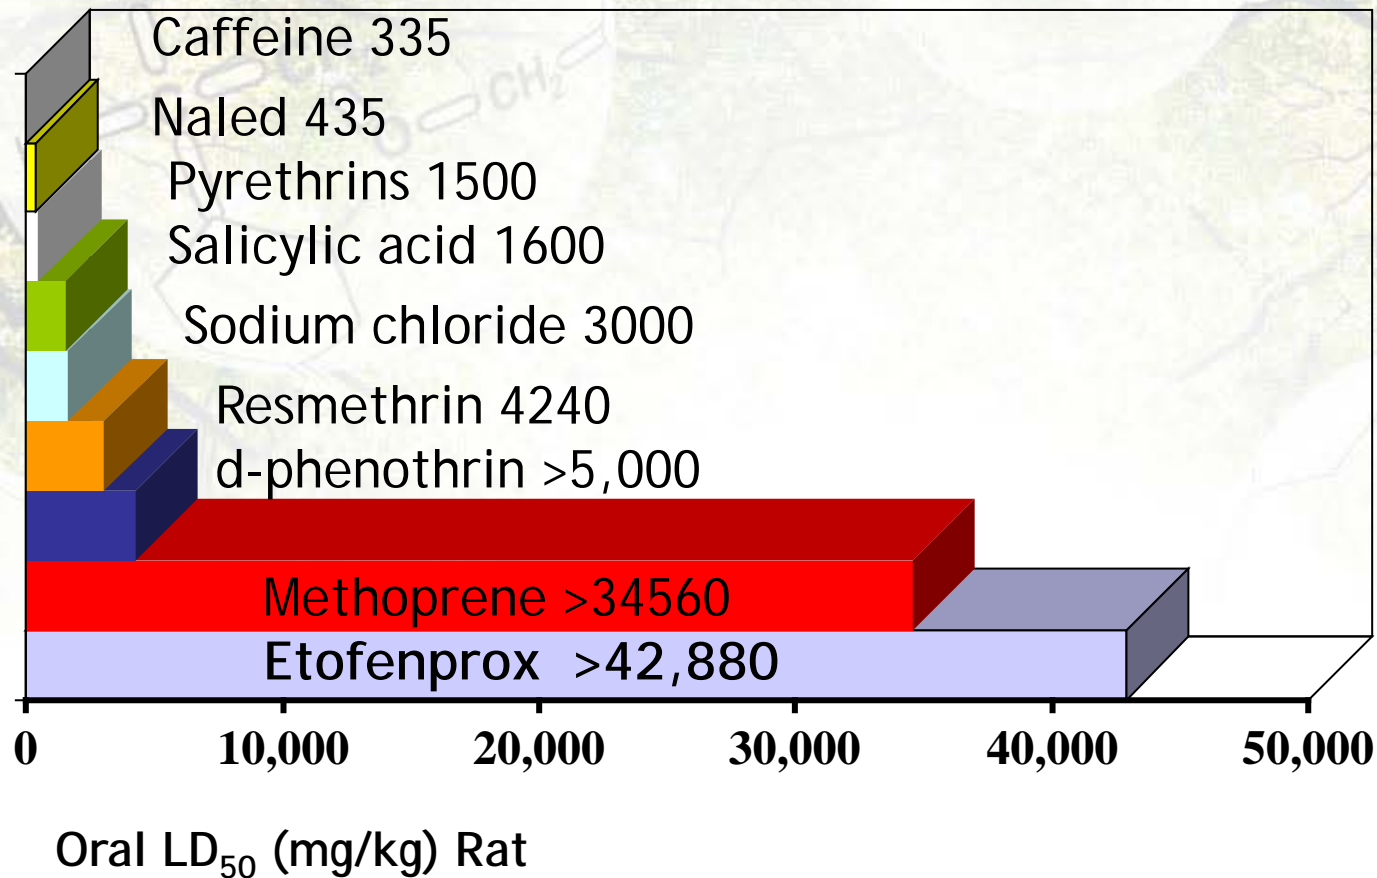 Caffeine 335
CH2
Naled 435
Pyrethrins 1500
Salicylic acid 1600
Sodium chloride 3000
Resmethrin 4240
d-phenothrin >5,000
Methoprene >34560
Etofenprox >42,880
0 10,000 20,000 30,000 40,000 50,000
Oral LD50 (mg/kg) Rat